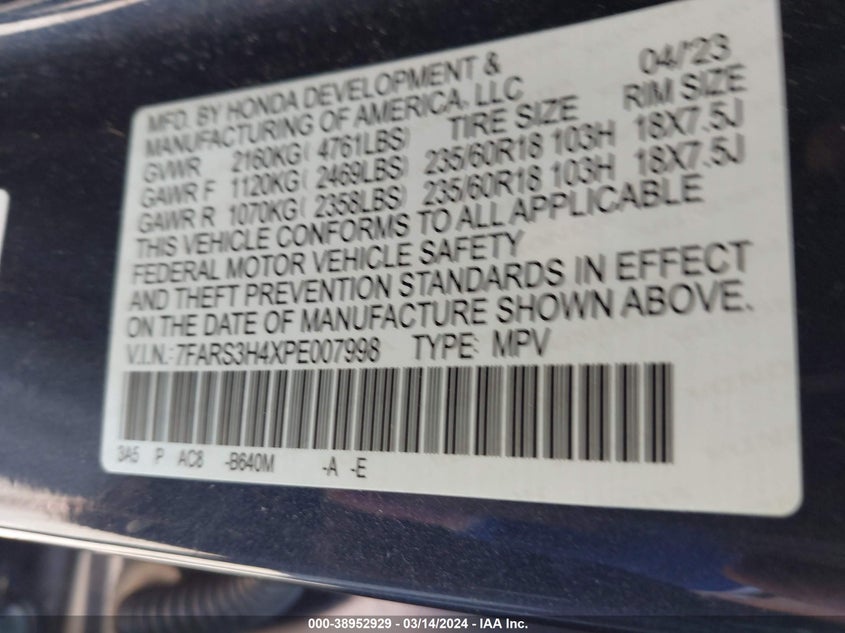 MFD. BY HONDA DEVELOPMENT & 04/'23
MANUFACTURING OF AMERICA, LLC
GVWR 2160KG( 4761LBS) TIRE SIZE RIM SIZE
GAWR F 1120KG( 2469LBS) 235/60R18 103H 18X7.5J
GAWR R 1070KG( 2358LBS) 235/60R18 103H 18X7.5J
THIS VEHICLE CONFORMS TO ALL APPLICABLE
FEDERAL MOTOR VEHICLE SAFETY
AND THEFT PREVENTION STANDARDS IN EFFECT
ON THE DATE OF MANUFACTURE SHOWN ABOVE.
V.I.N.: 7FARS3H4XPE007998 TYPE: MPV
3A5 P AC8 -B640M -A -E
000-38952929 - 03/14/2024 - IAA Inc.